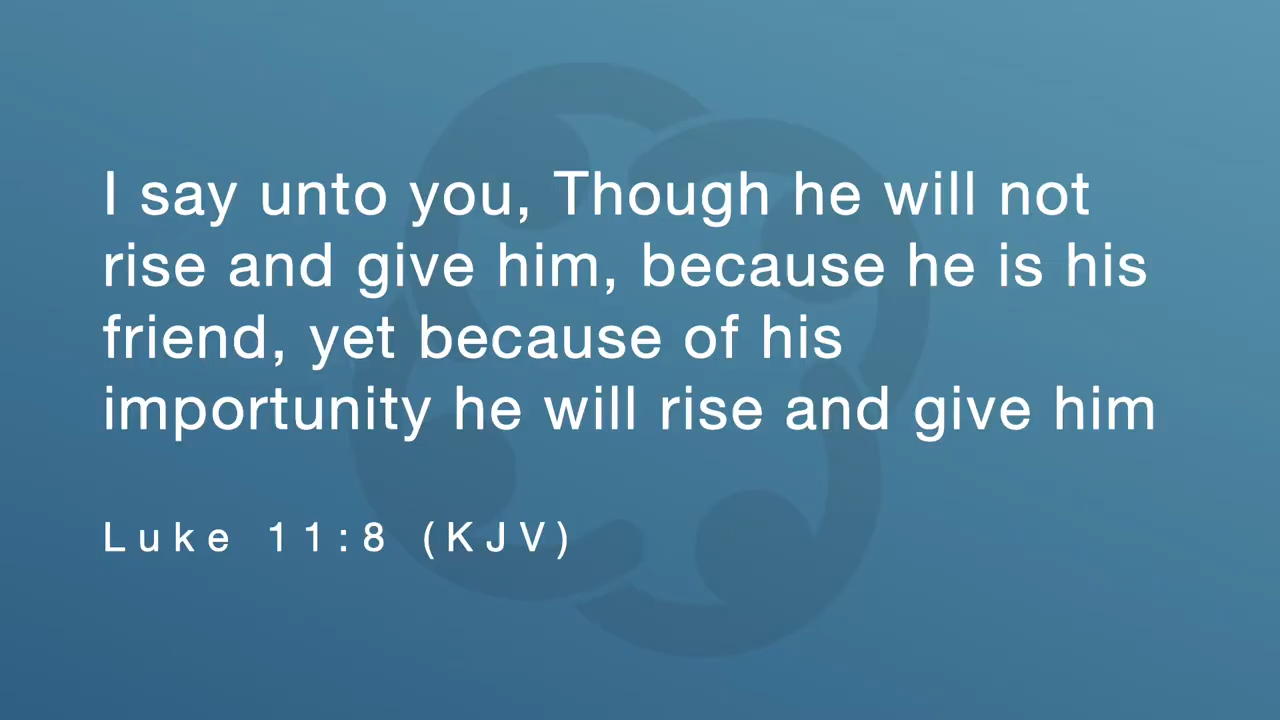 I say unto you, Though he will not
rise and give him, because he is his
friend, yet because of his
importunity he will rise and give him
Luke 11:8 (KJV)